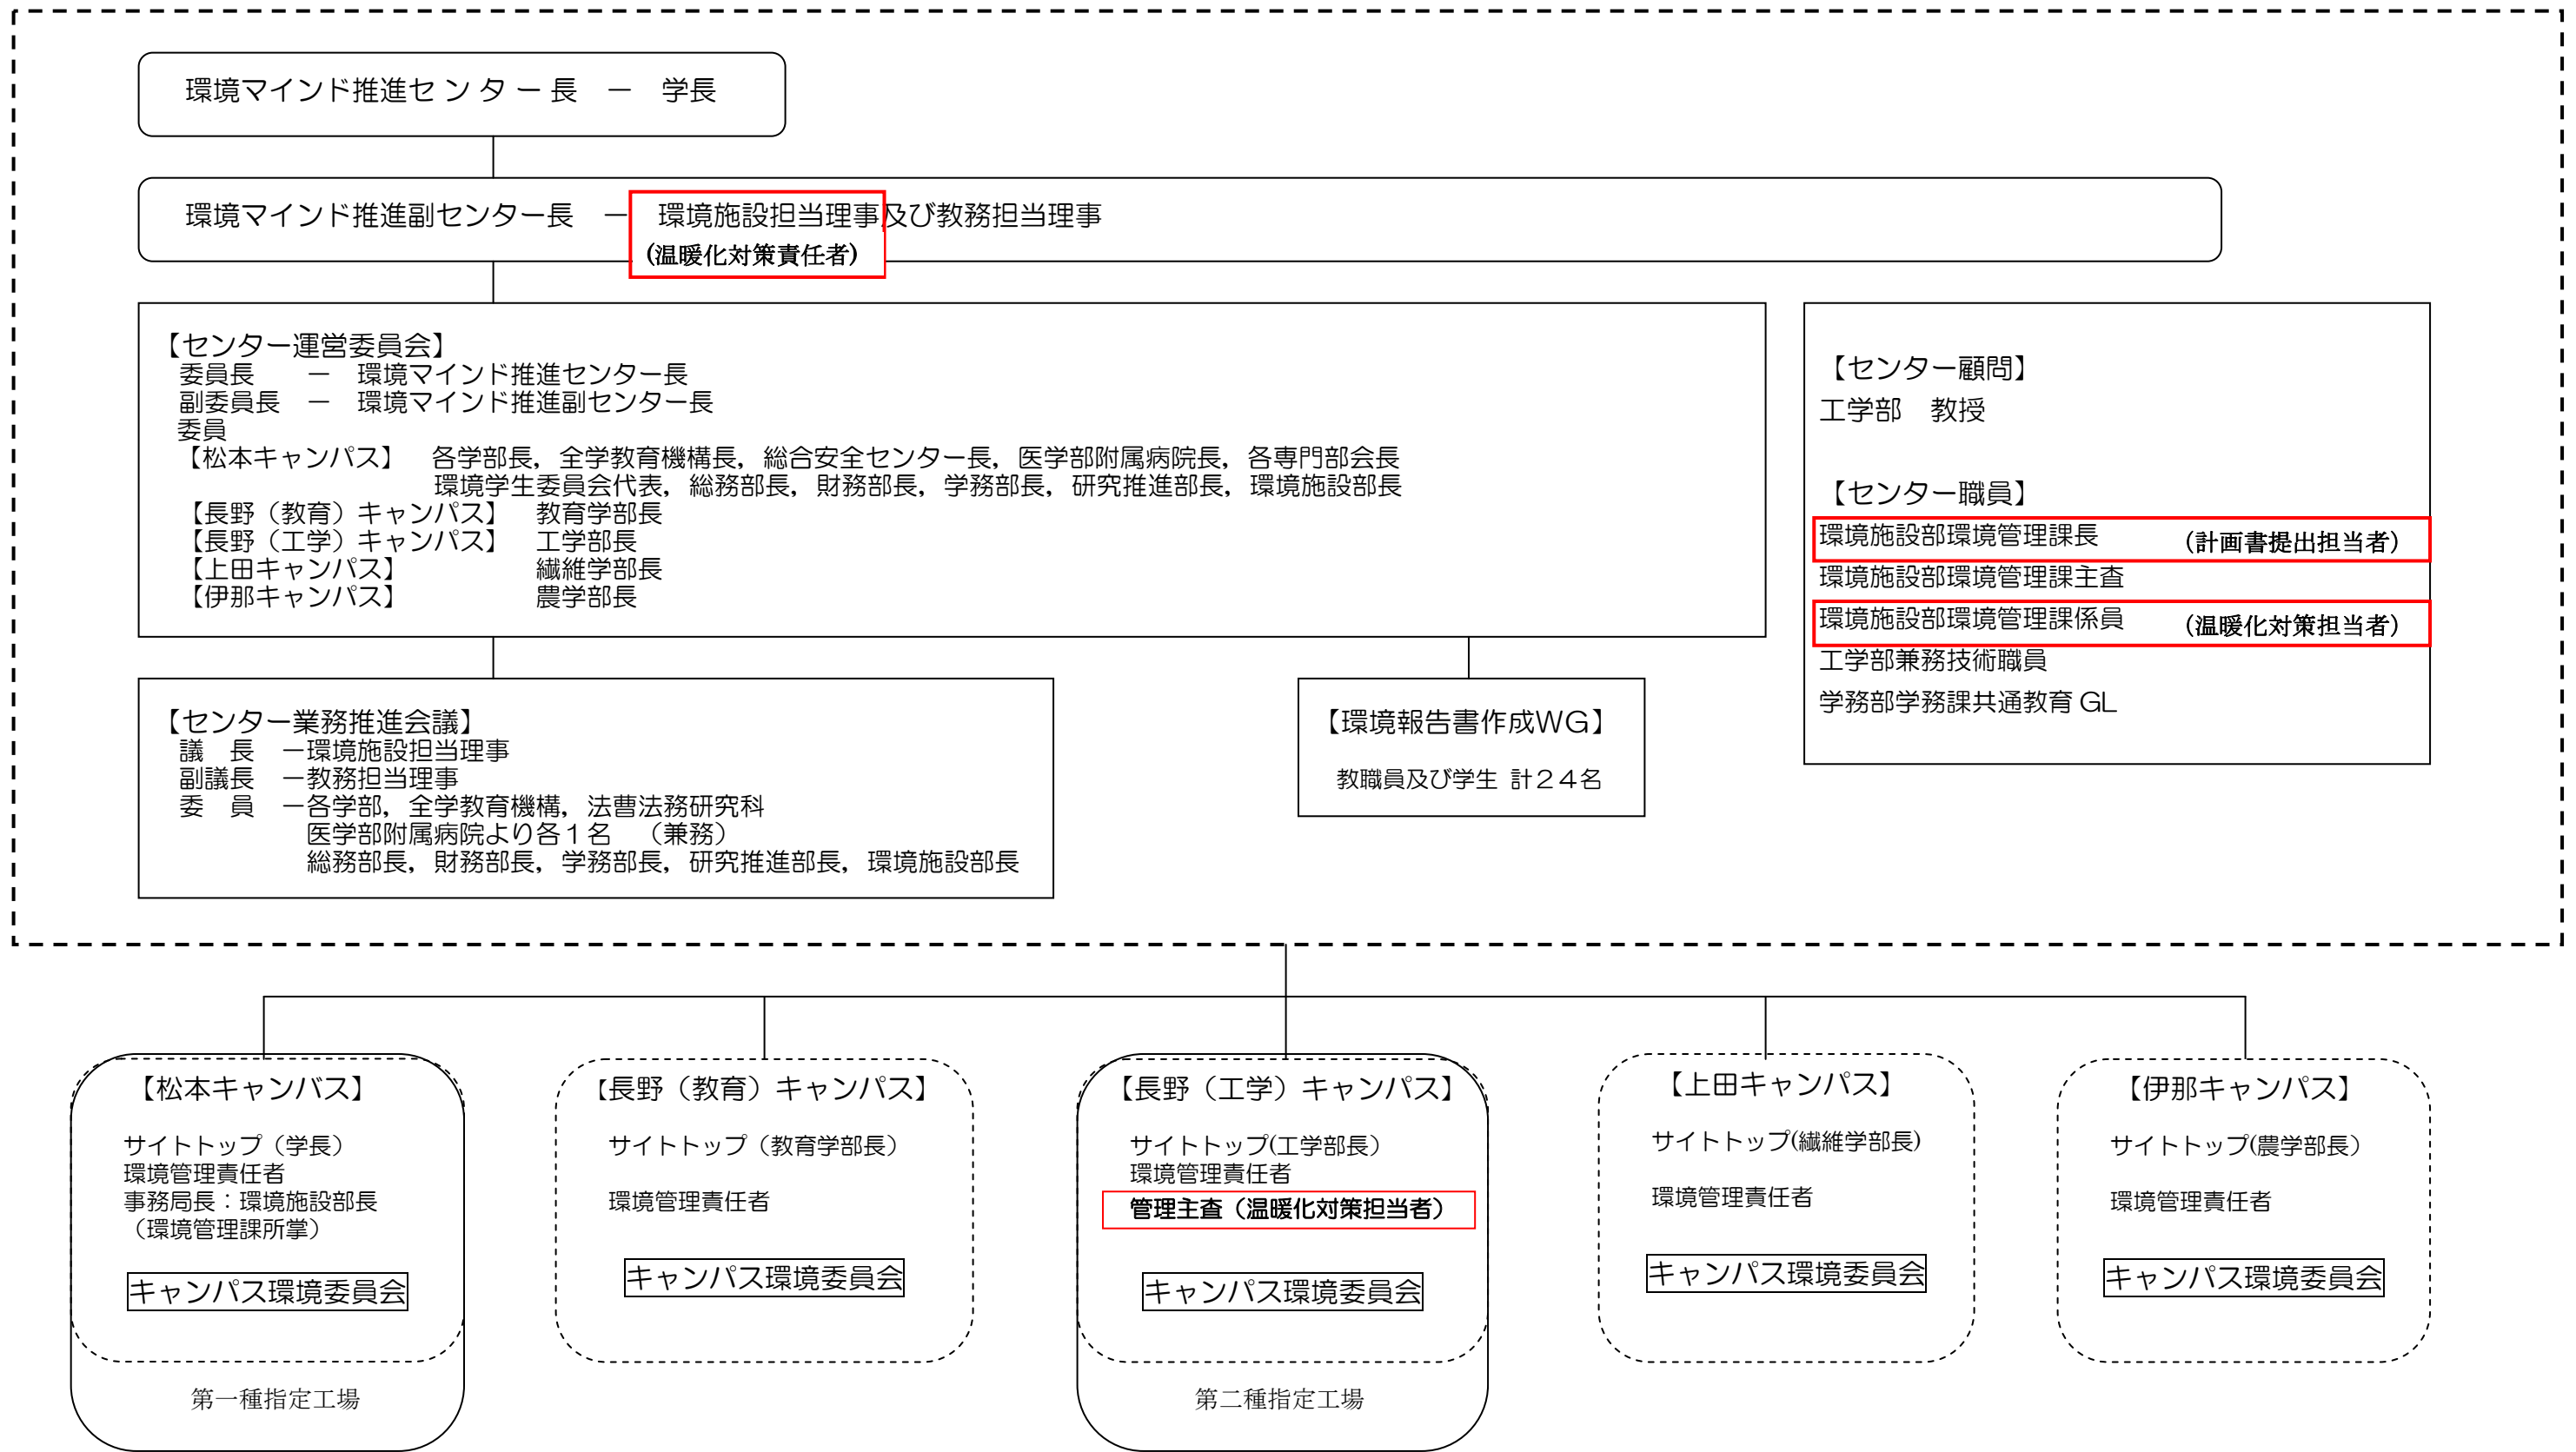 環境マインド推進センター長　－　学長
環境マインド推進副センター長　－　環境施設担当理事及び教務担当理事
(温暖化対策責任者)
【センター運営委員会】
委員長　　－　環境マインド推進センター長
副委員長　－　環境マインド推進副センター長
委員
【松本キャンパス】　各学部長，全学教育機構長，総合安全センター長，医学部附属病院長，各専門部会長
環境学生委員会代表，総務部長，財務部長，学務部長，研究推進部長，環境施設部長
【長野（教育）キャンパス】　教育学部長
【長野（工学）キャンパス】　工学部長
【上田キャンパス】　　　　　繊維学部長
【伊那キャンパス】　　　　　農学部長
【センター顧問】
工学部　教授
【センター職員】
環境施設部環境管理課長　　（計画書提出担当者）
環境施設部環境管理課主査
環境施設部環境管理課係員　　（温暖化対策担当者）
工学部兼務技術職員
学務部学務課共通教育 GL
【センター業務推進会議】
議　長　－環境施設担当理事
副議長　－教務担当理事
委　員　－各学部，全学教育機構，法曹法務研究科
医学部附属病院より各１名　（兼務）
総務部長，財務部長，学務部長，研究推進部長，環境施設部長
【環境報告書作成ＷＧ】
教職員及び学生 計２４名
【松本キャンバス】
サイトトップ（学長）
環境管理責任者
事務局長：環境施設部長
（環境管理課所掌）
キャンパス環境委員会
第一種指定工場
【長野（教育）キャンパス】
サイトトップ（教育学部長）
環境管理責任者
キャンパス環境委員会
【長野（工学）キャンパス】
サイトトップ(工学部長）
環境管理責任者
管理主査（温暖化対策担当者）
キャンパス環境委員会
第二種指定工場
【上田キャンパス】
サイトトップ(繊維学部長)
環境管理責任者
キャンパス環境委員会
【伊那キャンパス】
サイトトップ(農学部長）
環境管理責任者
キャンパス環境委員会